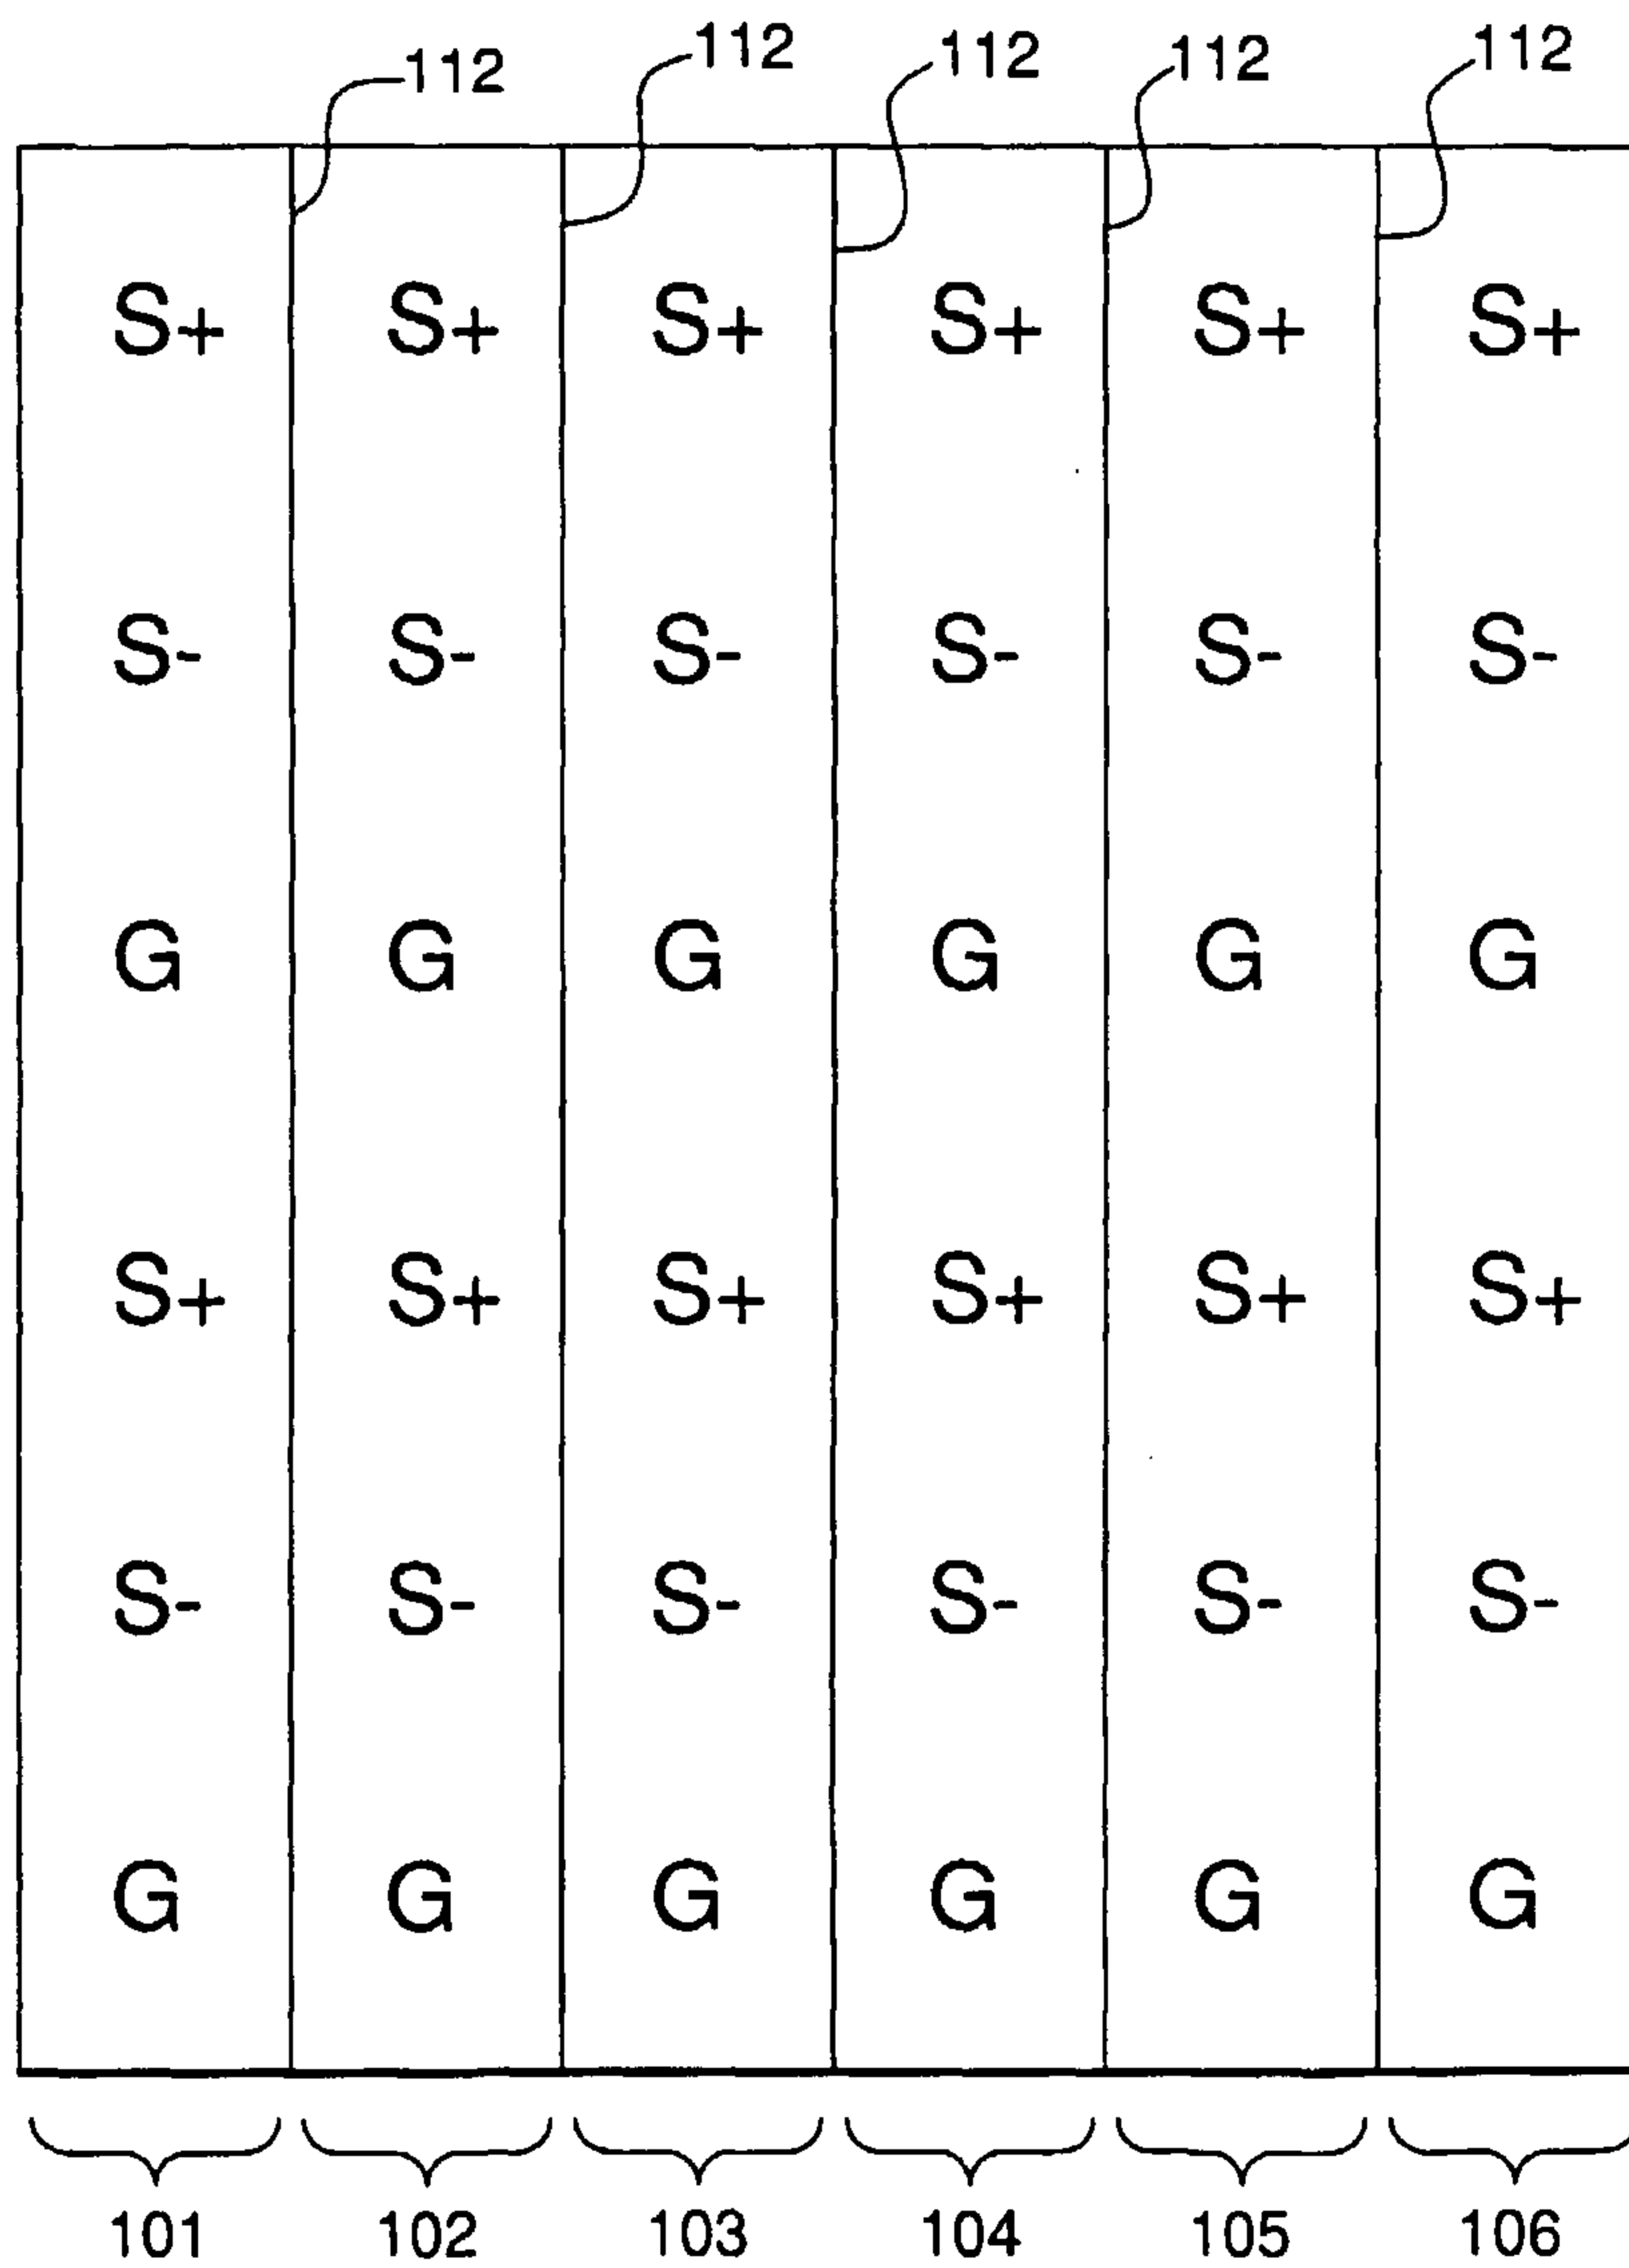 112 112 112 112 112
S+ S+ S+ S+ S+ S+
S- S- S- S- S- S-
G G G G G G
S+ S+ S+ S+ S+ S+
S- S- S- S- S- S-
G G G G G G
101 102 103 104 105 106